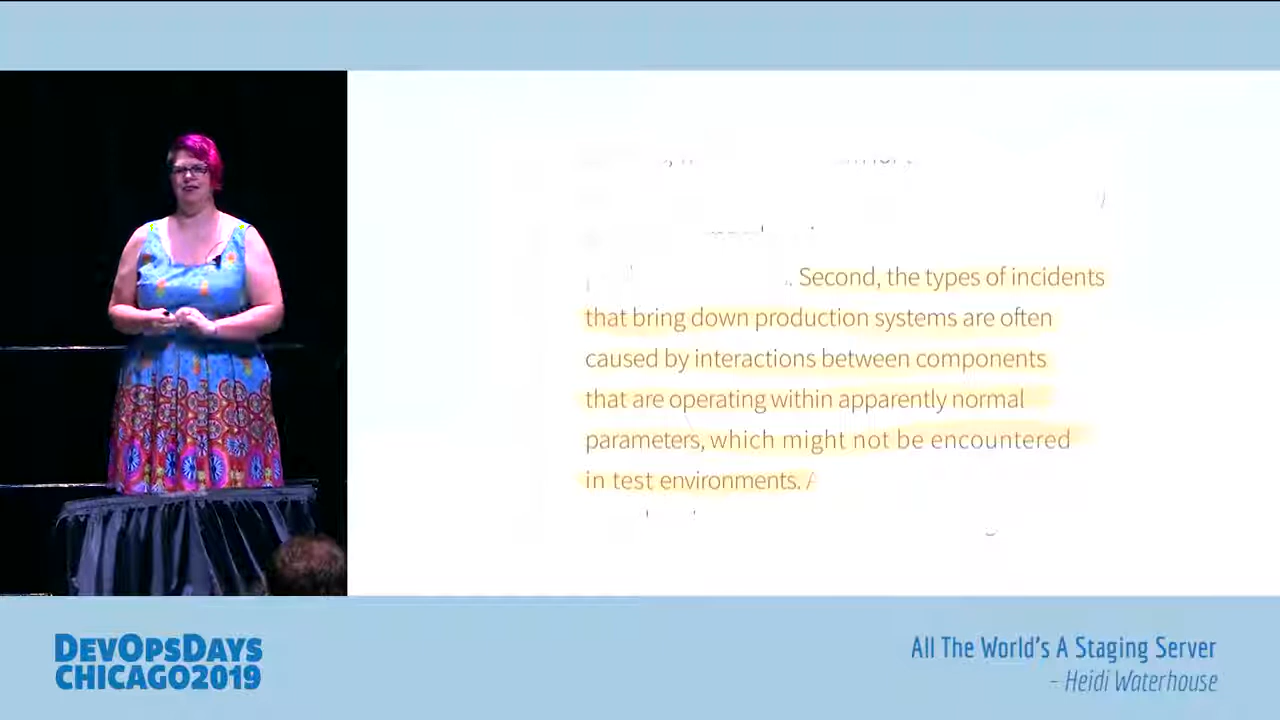 Second, the types of incidents
that bring down production systems are often
caused by interactions between components
that are operating within apparently normal
parameters, which might not be encountered
in test environments.
DEVOPSDAYS
CHICAGO2019
All The World's A Staging Server
- Heidi Waterhouse